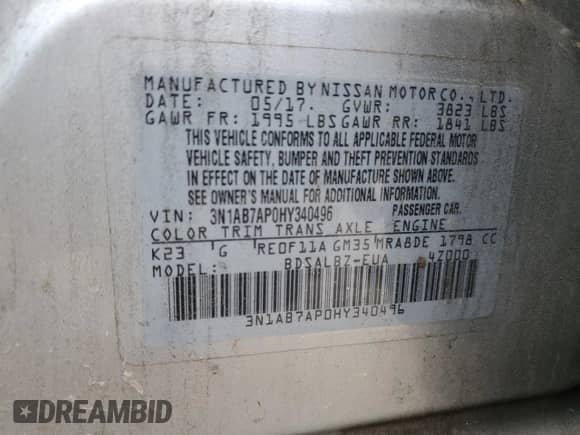 MANUFACTURED BY NISSAN MOTOR CO., LTD.
DATE: 05/17. GVWR: 3823 LBS
GAWR FR: 1995 LBS GAWR RR: 1841 LBS
THIS VEHICLE CONFORMS TO ALL APPLICABLE FEDERAL MOTOR
VEHICLE SAFETY, BUMPER AND THEFT PREVENTION STANDARDS
IN EFFECT ON THE DATE OF MANUFACTURE SHOWN ABOVE.
SEE OWNER'S MANUAL FOR ADDITIONAL INFORMATION.
VIN: 3N1AB7AP0HY340496 PASSENGER CAR.
COLOR TRIM TRANS AXLE ENGINE
K23 G RE0F11A GM35 MRA8DE 1798 CC
MODEL: BDSALBZ-EUA 4Z000
3N1AB7AP0HY340496
DREAMBID